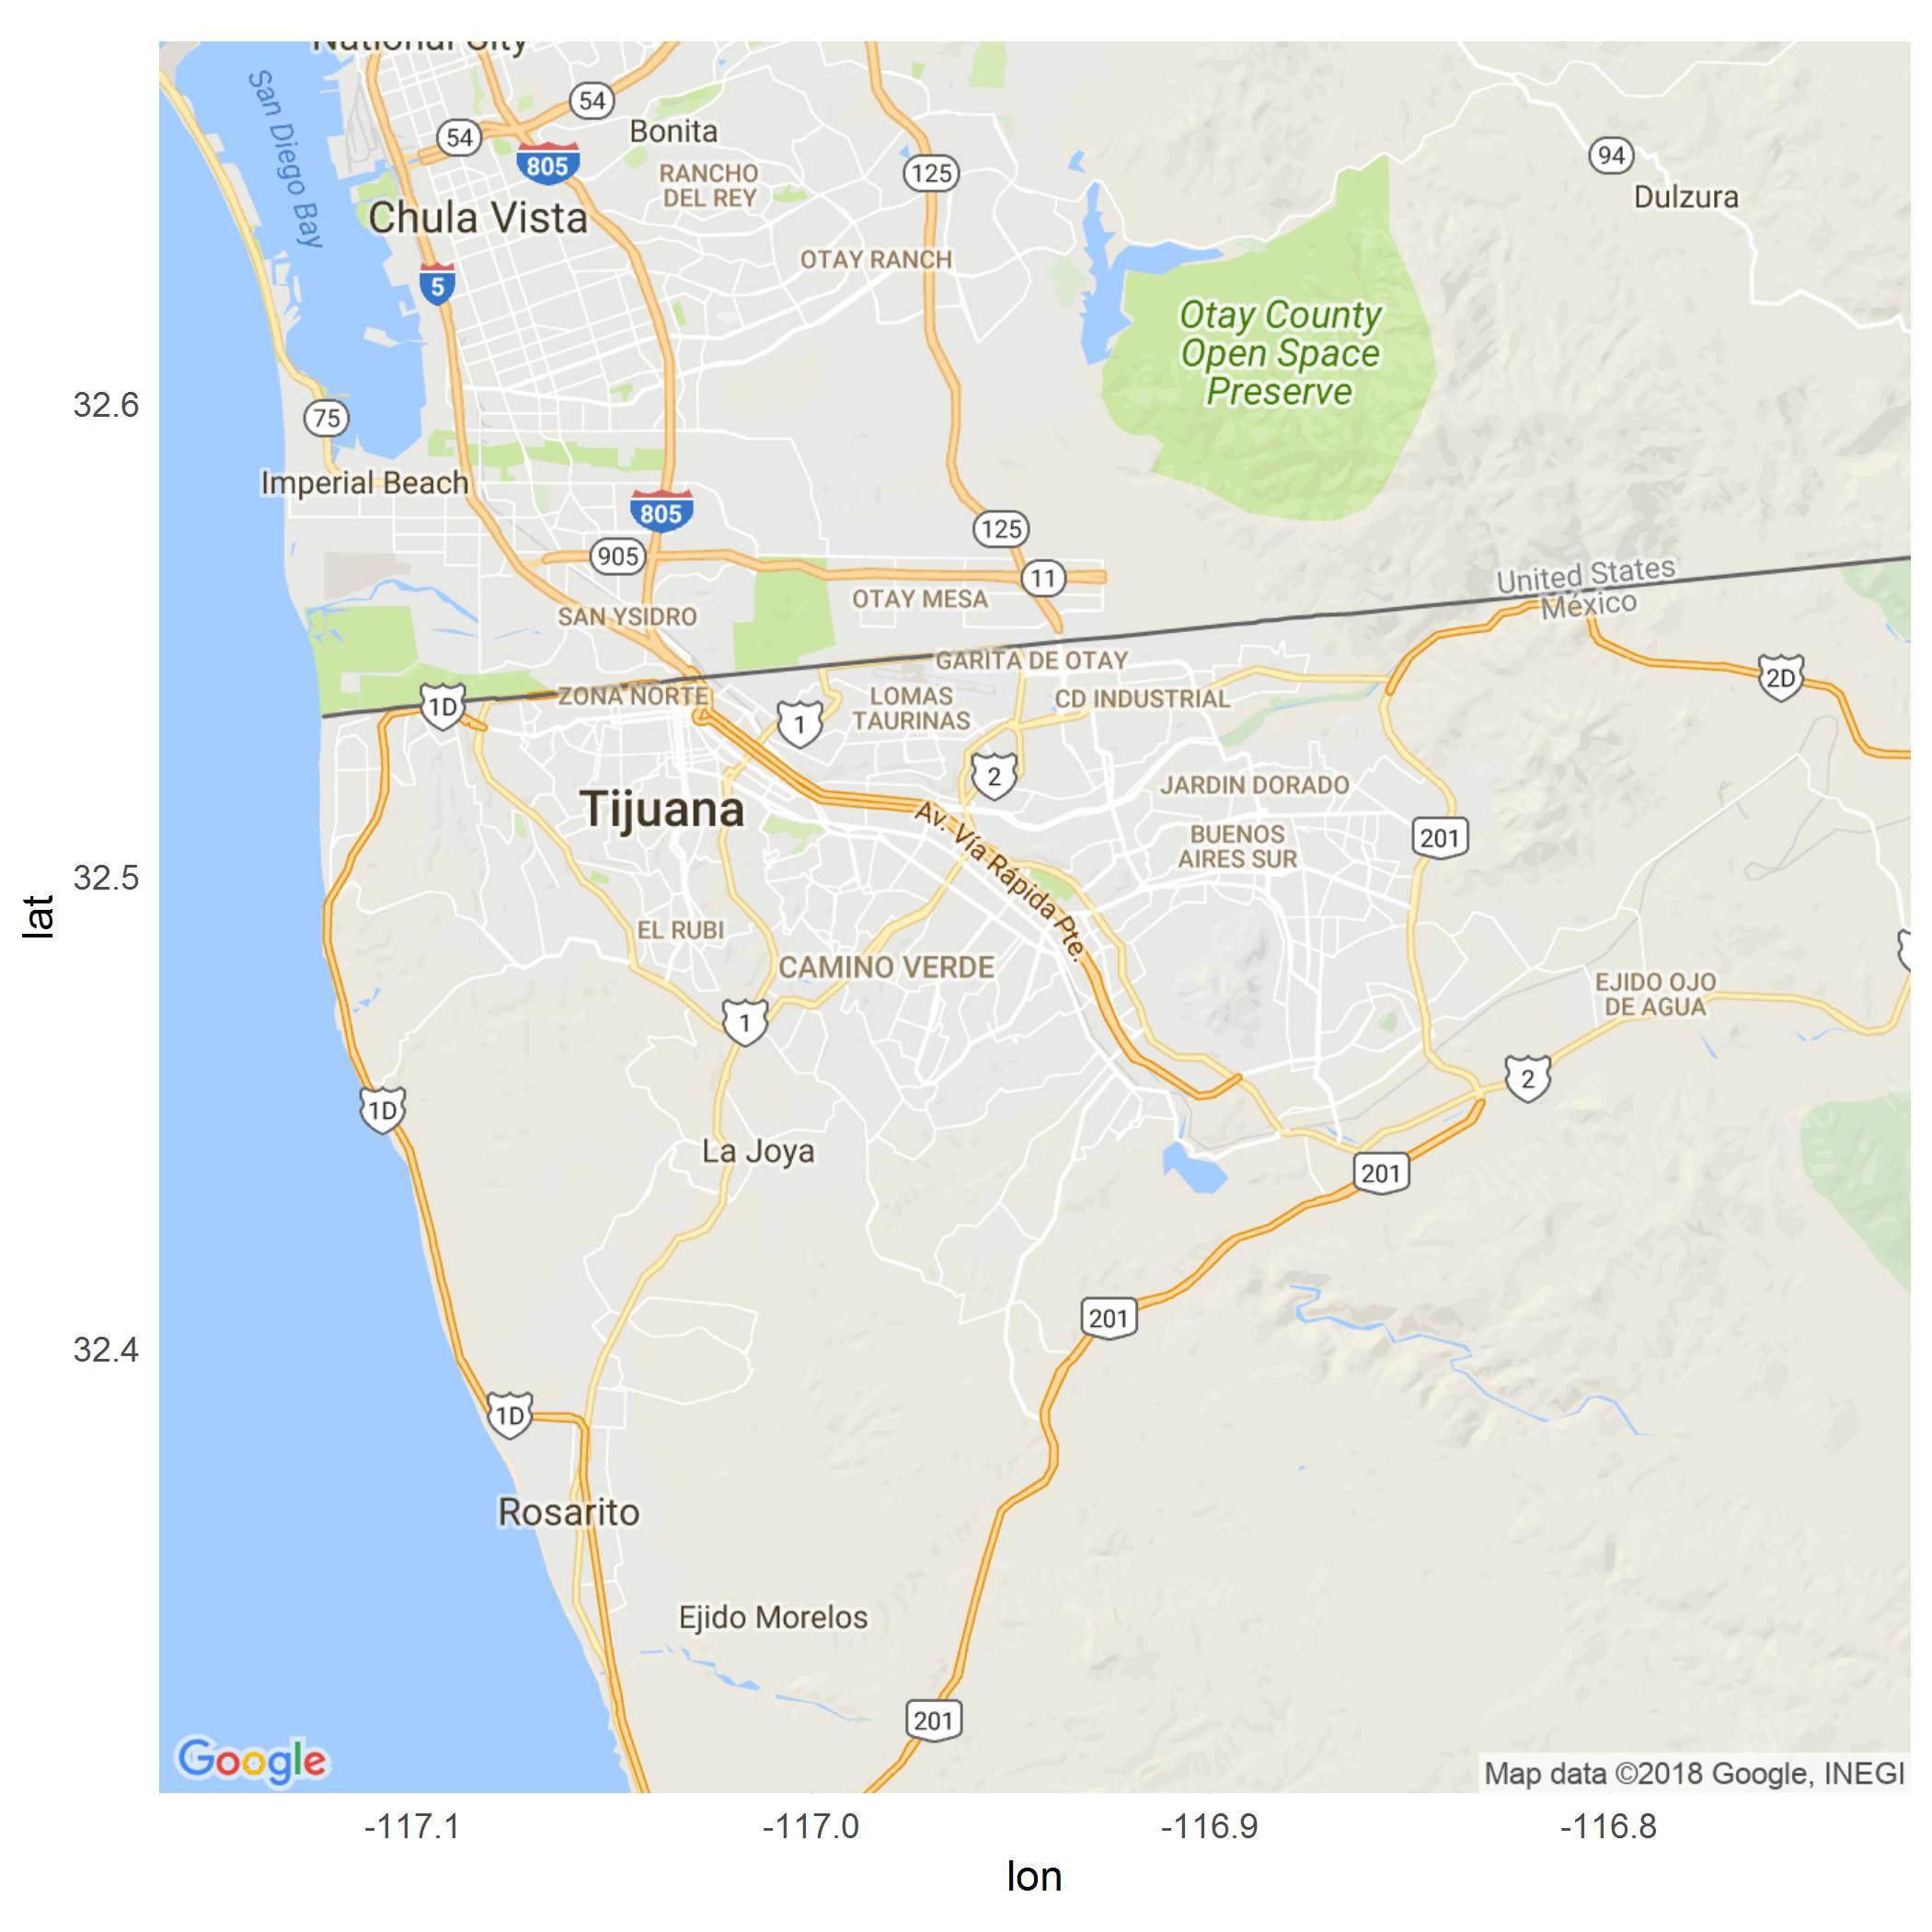 National City
San Diego Bay
54
54
Bonita
805
RANCHO
DEL REY
125
94
Dulzura
Chula Vista
OTAY RANCH
5
Otay County
Open Space
Preserve
32.6
75
Imperial Beach
805
125
905
11
United States
México
OTAY MESA
SAN YSIDRO
GARITA DE OTAY
2D
ZONA NORTE
1D
LOMAS
TAURINAS
CD INDUSTRIAL
1
2
JARDIN DORADO
Tijuana
Av. Vía Rápida Pte.
BUENOS
AIRES SUR
201
32.5
lat
EL RUBI
CAMINO VERDE
EJIDO OJO
DE AGUA
1
2
1D
La Joya
201
201
32.4
1D
Rosarito
Ejido Morelos
201
Google
Map data ©2018 Google, INEGI
-117.1
-117.0
-116.9
-116.8
lon